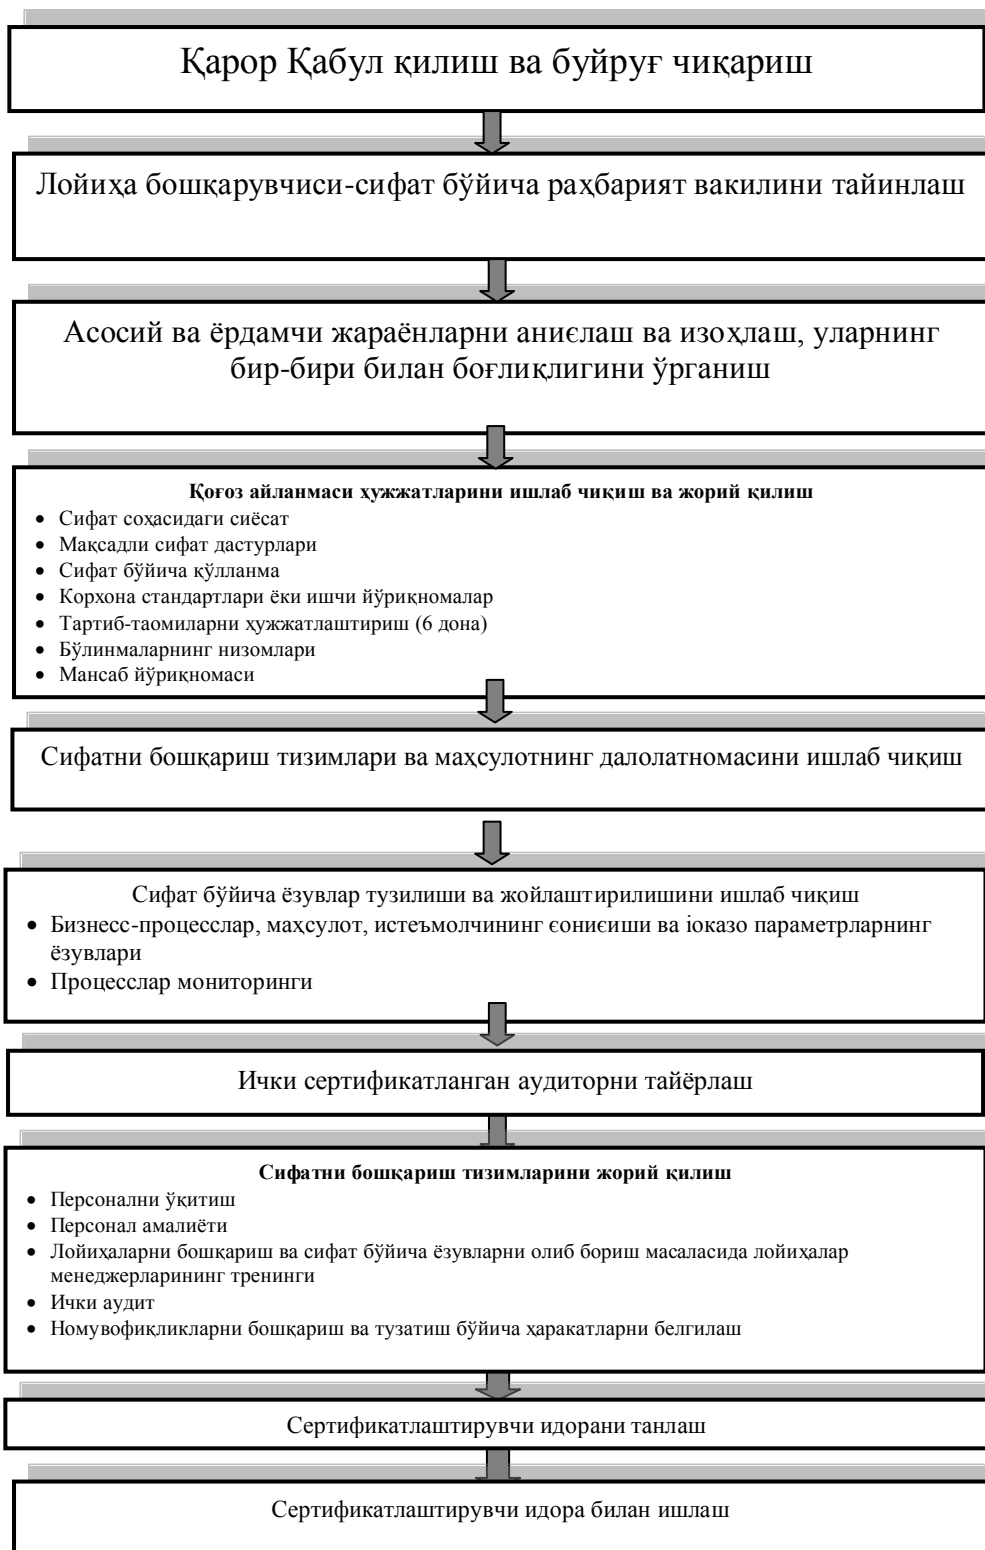 Қарор Қабул қилиш ва буйруғ чиқариш
Лойиҳа бошқарувчиси-сифат бўйича раҳбарият вакилини тайинлаш
Асосий ва ёрдамчи жараёнларни аниєлаш ва изоҳлаш, уларнинг
бир-бири билан боғлиқлигини ўрганиш
Қоғоз айланмаси ҳужжатларини ишлаб чиқиш ва жорий қилиш
• Сифат соҳасидаги сиёсат
• Мақсадли сифат дастурлари
• Сифат бўйича қўлланма
• Корхона стандартлари ёки ишчи йўриқномалар
• Тартиб-таомиларни ҳужжатлаштириш (6 дона)
• Бўлинмаларнинг низомлари
• Мансаб йўриқномаси
Сифатни бошқариш тизимлари ва маҳсулотнинг далолатномасини ишлаб чиқиш
Сифат бўйича ёзувлар тузилиши ва жойлаштирилишини ишлаб чиқиш
• Бизнесс-процесслар, маҳсулот, истеъмолчининг єониєиши ва іоказо параметрларнинг
ёзувлари
• Процесслар мониторинги
Ички сертификатланган аудиторни тайёрлаш
Сифатни бошқариш тизимларини жорий қилиш
• Персонални ўқитиш
• Персонал амалиёти
• Лойиҳаларни бошқариш ва сифат бўйича ёзувларни олиб бориш масаласида лойиҳалар
менеджерларининг тренинги
• Ички аудит
• Номувофиқликларни бошқариш ва тузатиш бўйича ҳаракатларни белгилаш
Сертификатлаштирувчи идорани танлаш
Сертификатлаштирувчи идора билан ишлаш